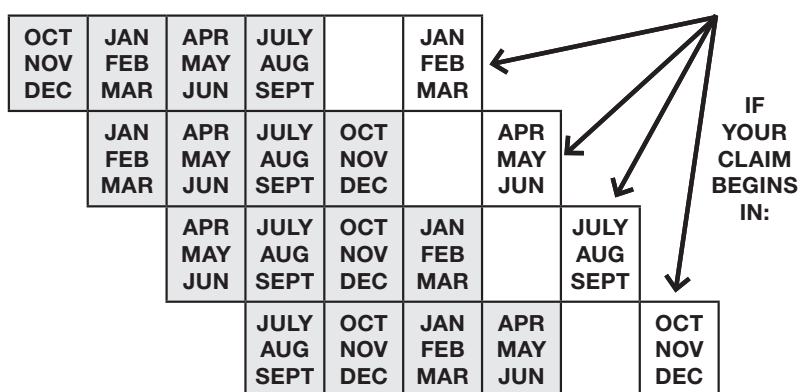 OCT JAN APR JULY JAN
NOV FEB MAY AUG FEB
DEC MAR JUN SEPT MAR
JAN APR JULY OCT APR
FEB MAY AUG NOV MAY
MAR JUN SEPT DEC JUN
APR JULY OCT JAN JULY
MAY AUG NOV FEB AUG
JUN SEPT DEC MAR SEPT
JULY OCT JAN APR OCT
AUG NOV FEB MAY NOV
SEPT DEC MAR JUN DEC
IF
YOUR
CLAIM
BEGINS
IN: